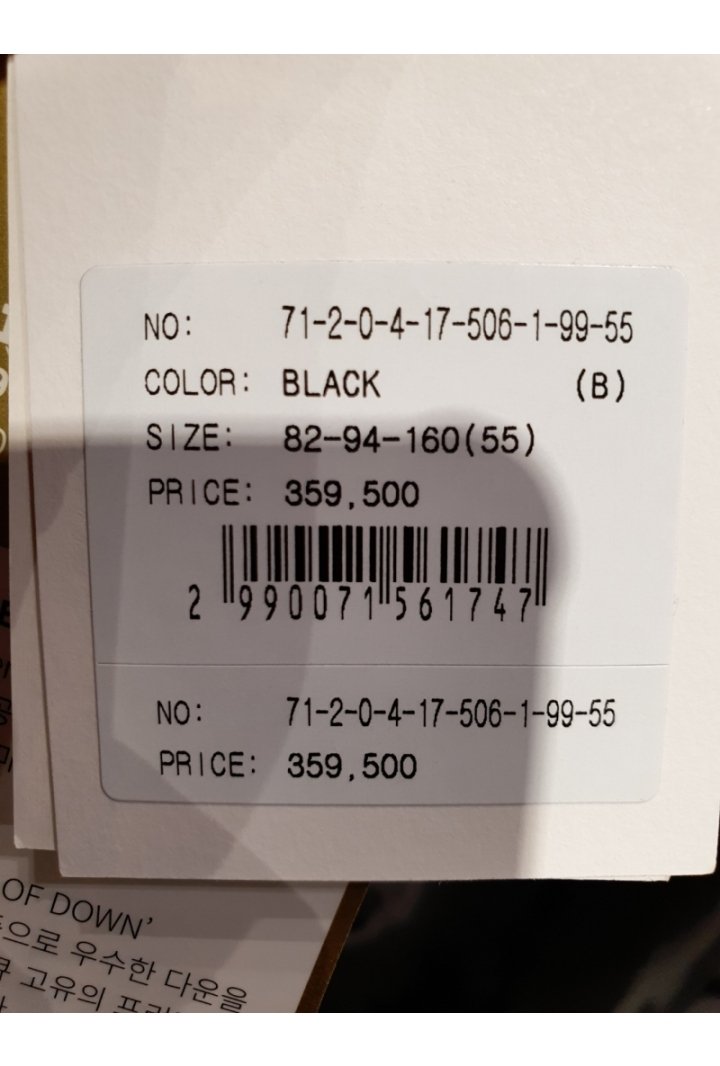 NO: 71-2-0-4-17-506-1-99-55
COLOR: BLACK (B)
SIZE: 82-94-160(55)
PRICE: 359,500
2 990071 561747
NO: 71-2-0-4-17-506-1-99-55
PRICE: 359,500
OF DOWN’
으로 우수한 다운을
고유의